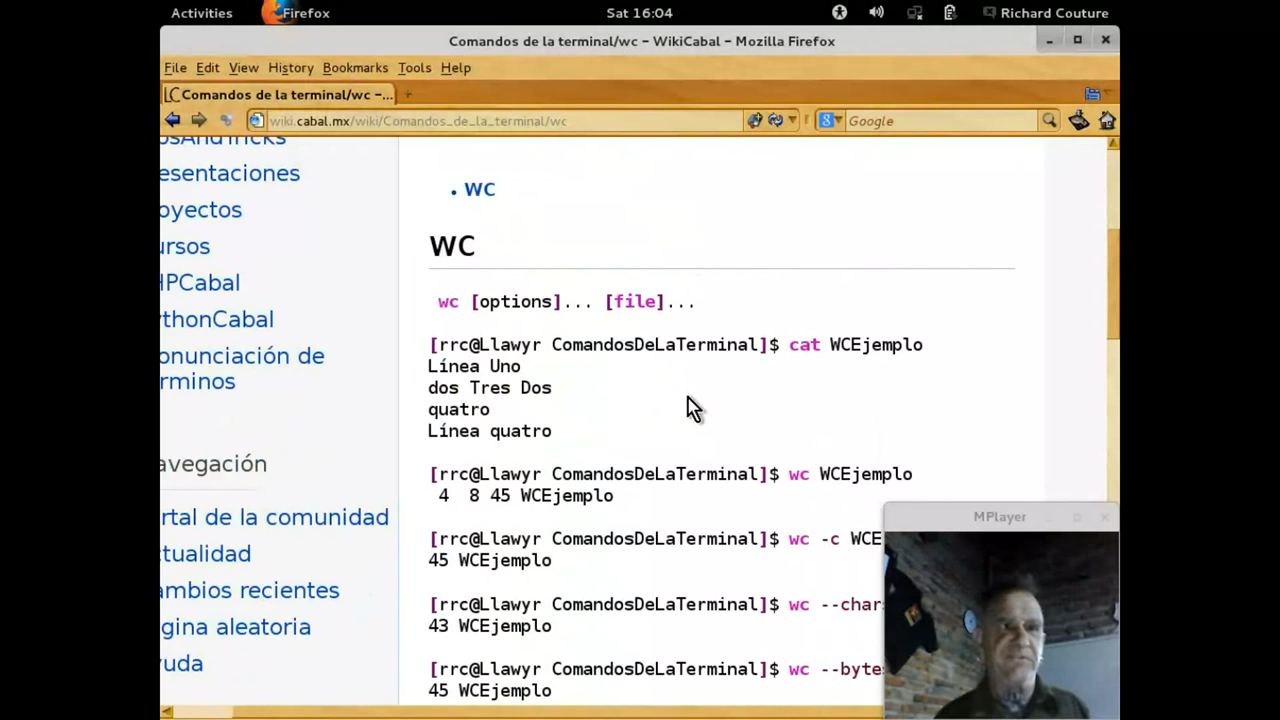 Activities Firefox Sat 16:04 Richard Couture
Comandos de la terminal/wc – WikiCabal – Mozilla Firefox
File Edit View History Bookmarks Tools Help
Comandos de la terminal/wc –...
wiki.cabal.mx/wiki/Comandos_de_la_terminal/wc Google
psAndTricks
esentaciones
oyectos
ursos
HPCabal
ythonCabal
onunciación de
rminos
avegación
rtal de la comunidad
ctualidad
ambios recientes
gina aleatoria
yuda
• WC
WC
wc [options]... [file]...
[rrc@Llawyr ComandosDeLaTerminal]$ cat WCEjemplo
Línea Uno
dos Tres Dos
quatro
Línea quatro
[rrc@Llawyr ComandosDeLaTerminal]$ wc WCEjemplo
4 8 45 WCEjemplo
[rrc@Llawyr ComandosDeLaTerminal]$ wc -c WCE
45 WCEjemplo
[rrc@Llawyr ComandosDeLaTerminal]$ wc --char
43 WCEjemplo
[rrc@Llawyr ComandosDeLaTerminal]$ wc --byte
45 WCEjemplo
MPlayer